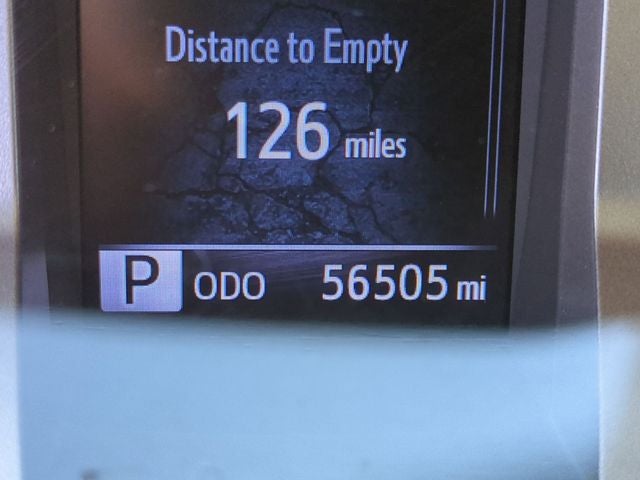 Distance to Empty
126 miles
P ODO 56505 mi